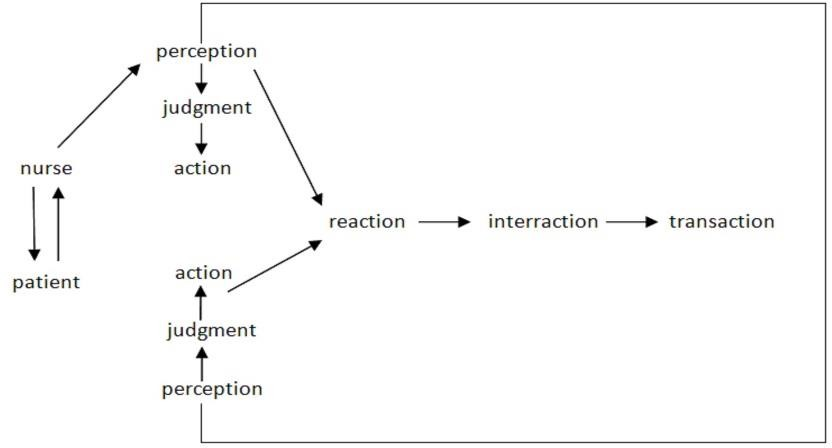 perception
judgment
action
nurse
patient
reaction
interraction
transaction
action
judgment
perception